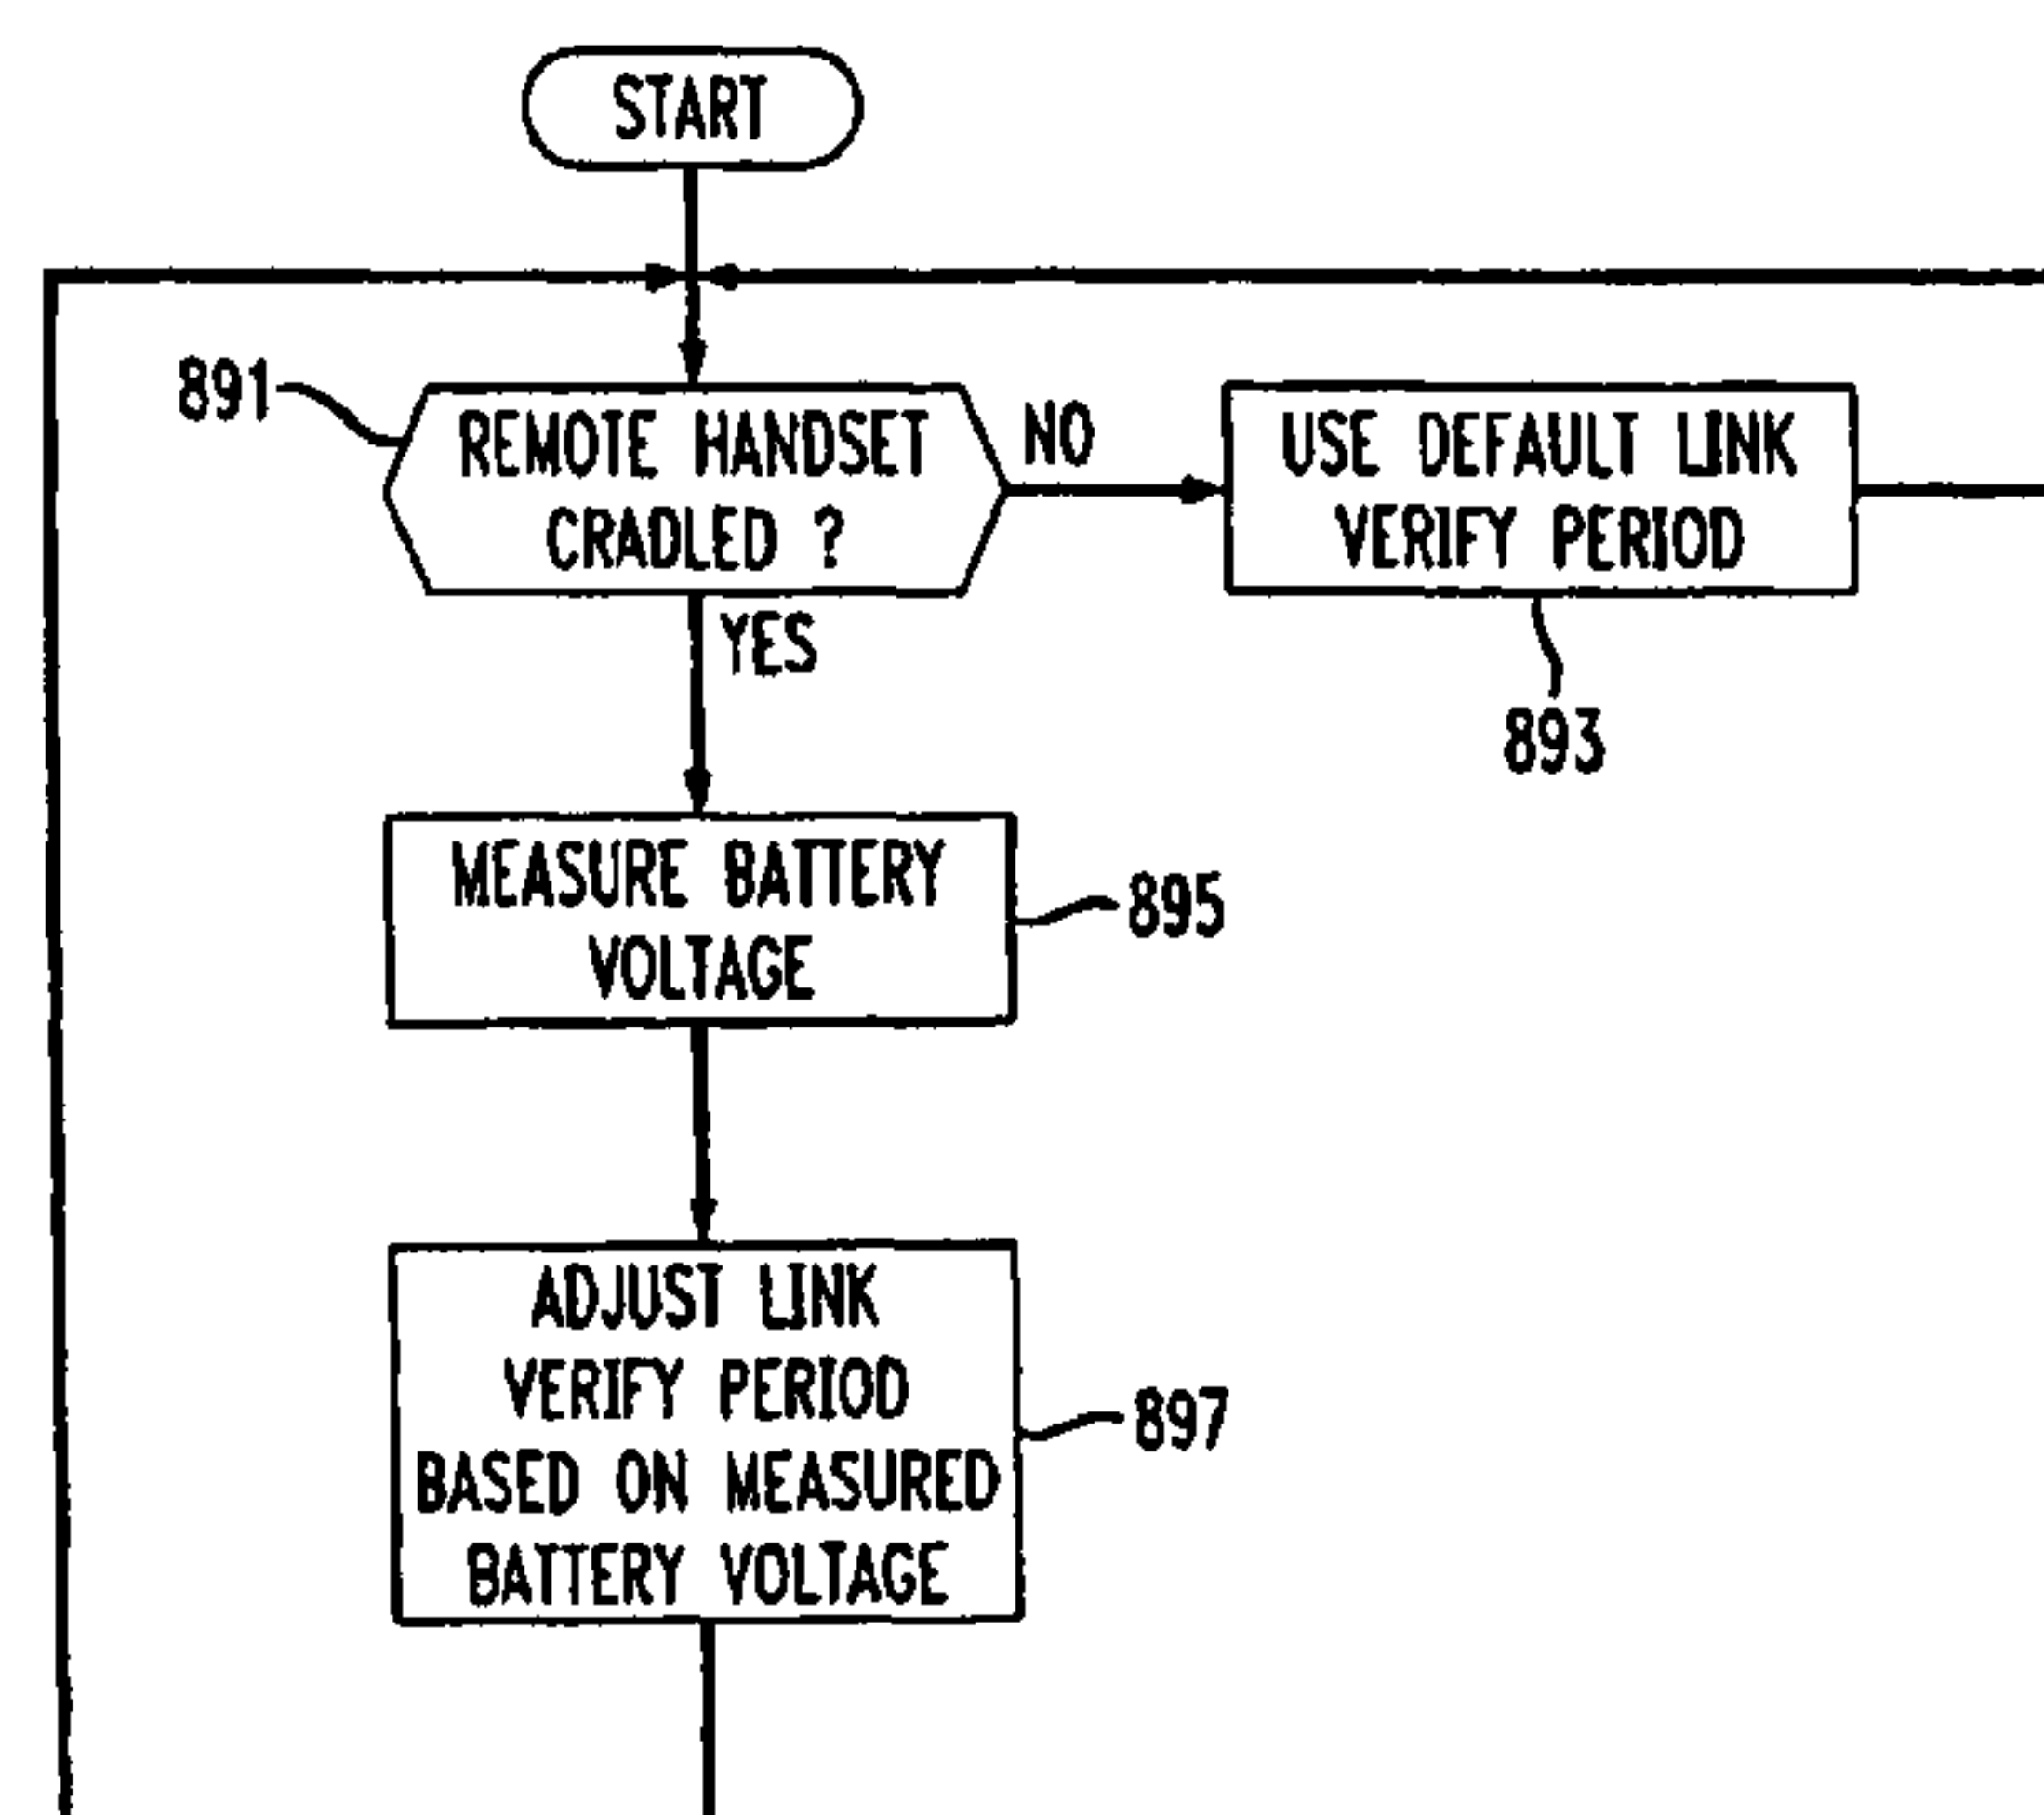 START
891
REMOTE HANDSET
CRADLED ?
NO
USE DEFAULT LINK
VERIFY PERIOD
893
YES
MEASURE BATTERY
VOLTAGE
895
ADJUST LINK
VERIFY PERIOD
BASED ON MEASURED
BATTERY VOLTAGE
897